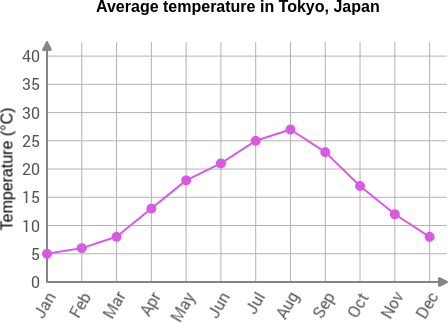 Average temperature in Tokyo, Japan
Temperature (°C)
40
35
30
25
20
15
10
5
0
Jan
Feb
Mar
Apr
May
Jun
Jul
Aug
Sep
Oct
Nov
Dec